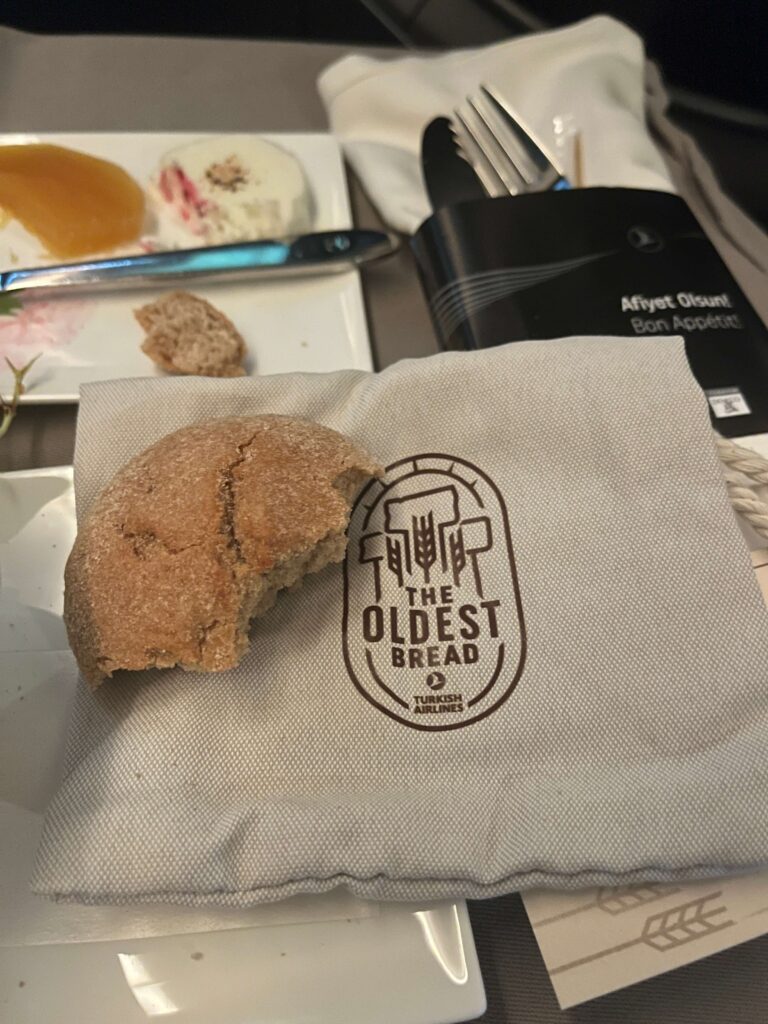 Afiyet Olsun!
Bon Appétit!
THE
OLDEST
BREAD
TURKISH
AIRLINES